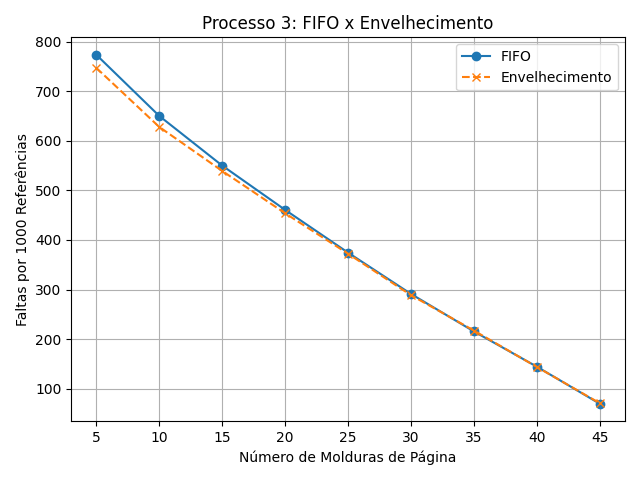 Processo 3: FIFO x Envelhecimento
FIFO
Envelhecimento
Faltas por 1000 Referências
800
700
600
500
400
300
200
100
5 10 15 20 25 30 35 40 45
Número de Molduras de Página